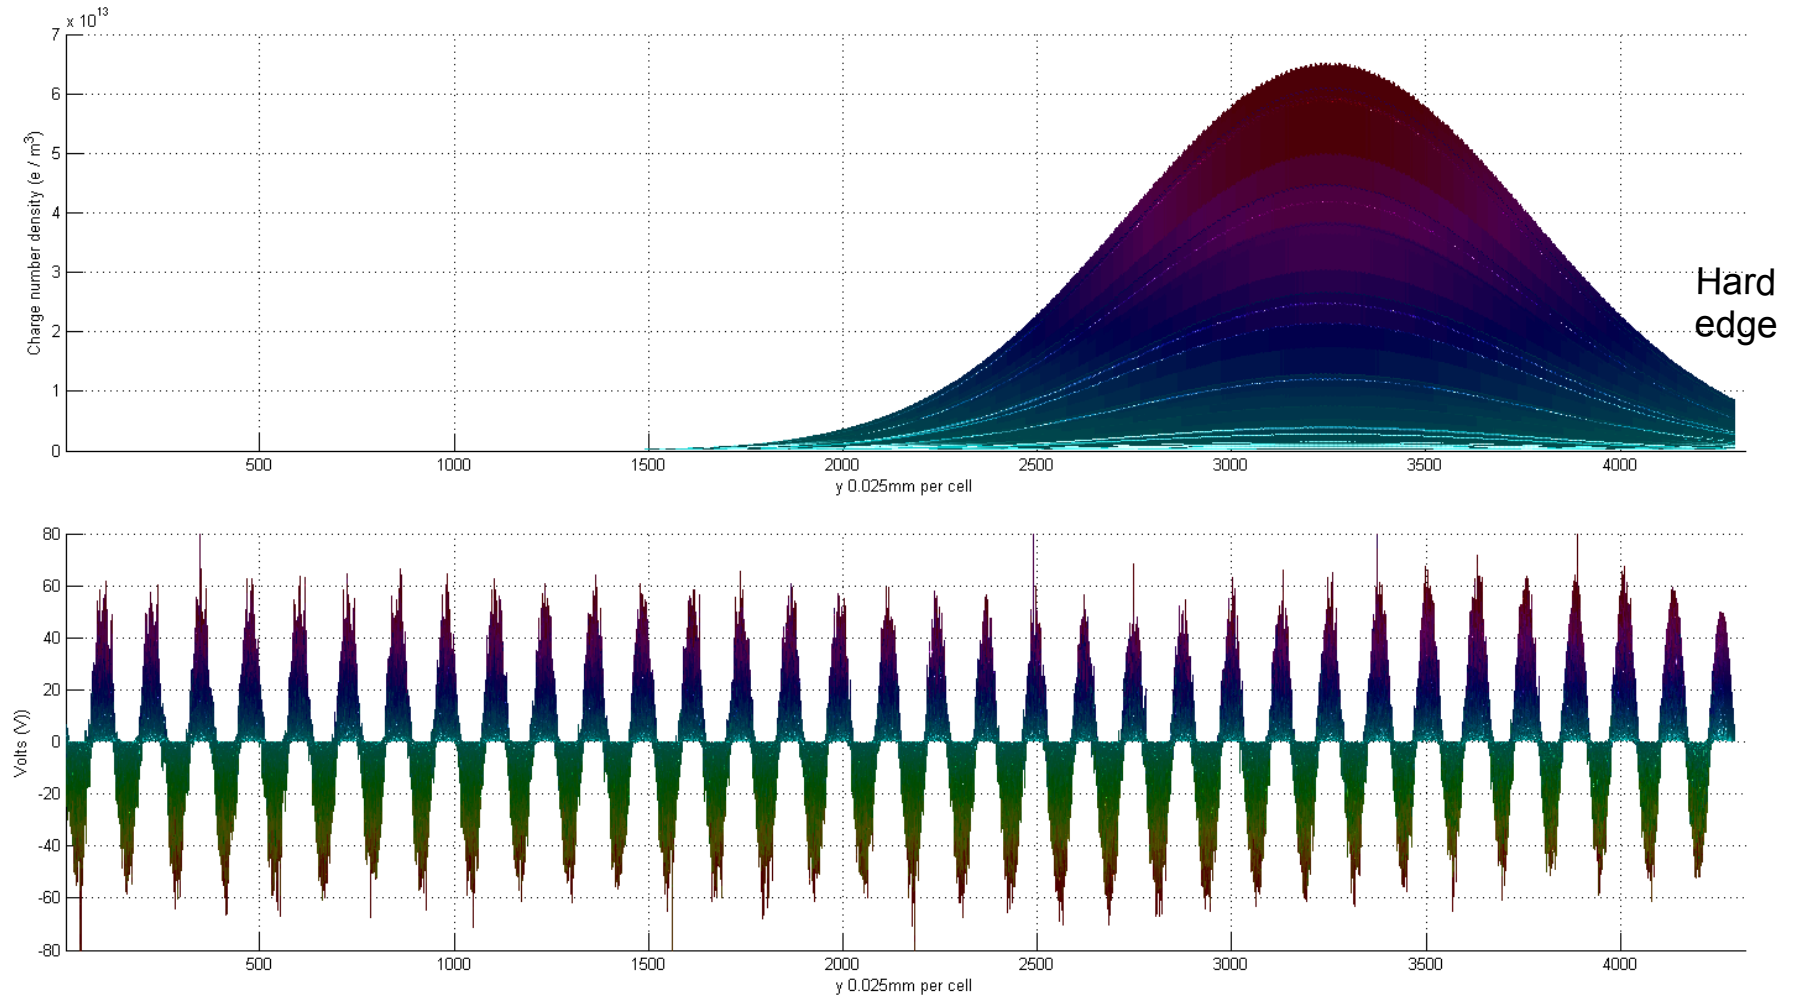 x 10^13
7
6
5
4
3
2
1
0
Charge number density (e / m^3)
500 1000 1500 2000 2500 3000 3500 4000
y 0.025mm per cell
Hard
edge
80
60
40
20
0
-20
-40
-60
-80
Volts (V))
500 1000 1500 2000 2500 3000 3500 4000
y 0.025mm per cell